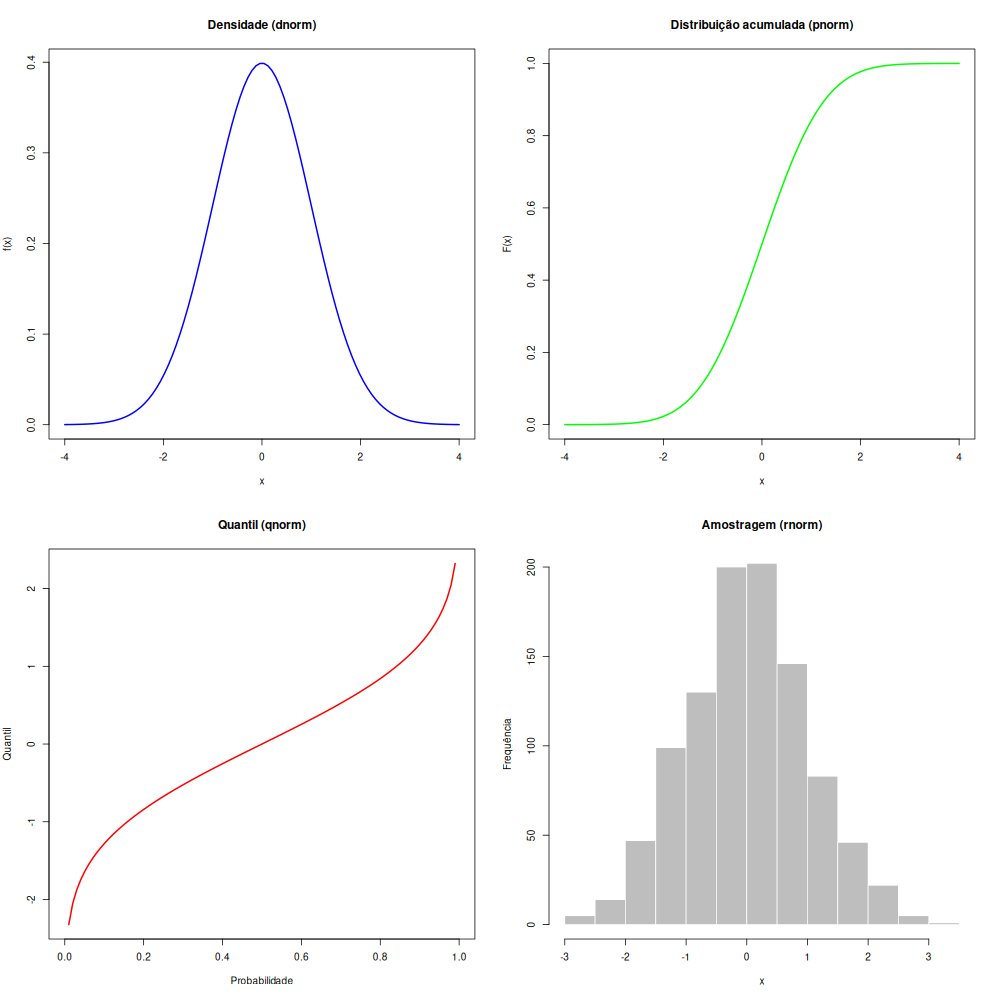 Densidade (dnorm)
f(x)
0.0 0.1 0.2 0.3 0.4
-4 -2 0 2 4
x
Distribuição acumulada (pnorm)
F(x)
0.0 0.2 0.4 0.6 0.8 1.0
-4 -2 0 2 4
x
Quantil (qnorm)
Quantil
-2 -1 0 1 2
0.0 0.2 0.4 0.6 0.8 1.0
Probabilidade
Amostragem (rnorm)
Frequência
0 50 100 150 200
-3 -2 -1 0 1 2 3
x